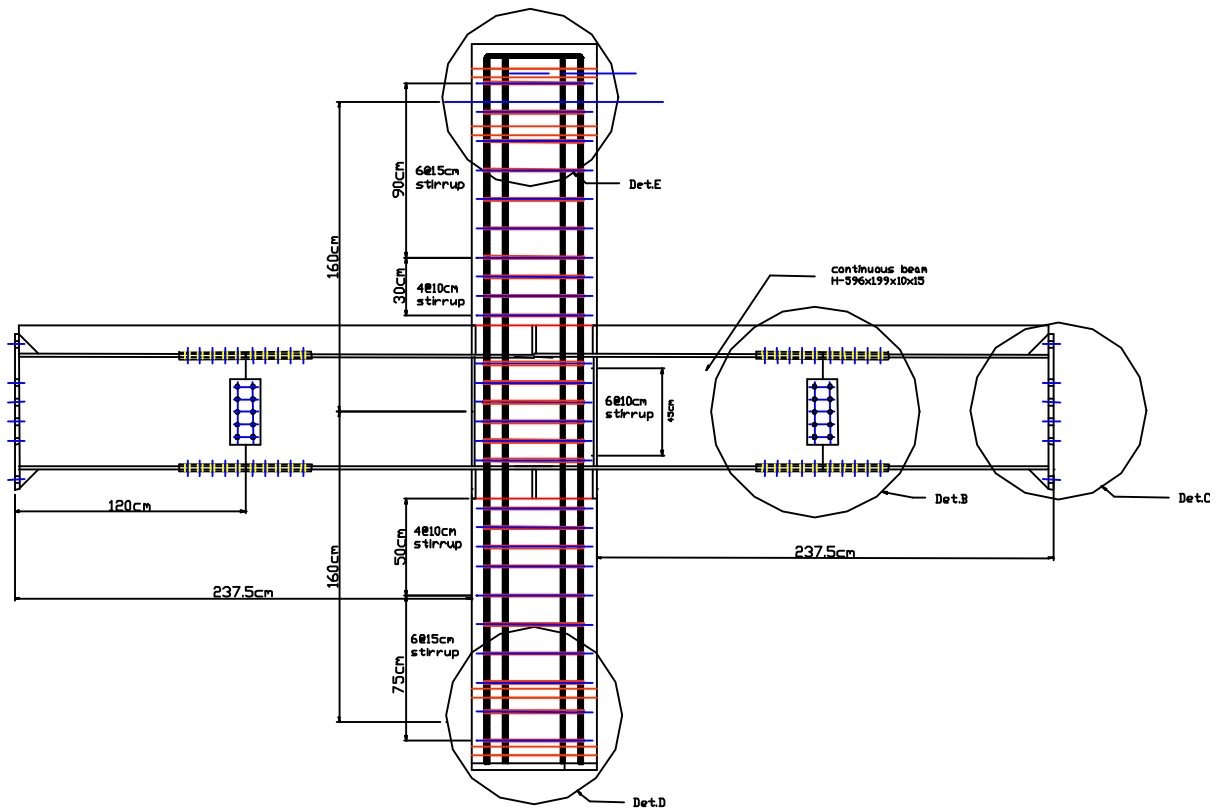 90cm
6@15cm
stirrup
Det.E
160cm
30cm
4@10cm
stirrup
continuous beam
H-596x199x10x15
6@10cm
stirrup
45cm
120cm
50cm
4@10cm
stirrup
Det.B
Det.C
237.5cm
160cm
237.5cm
6@15cm
stirrup
75cm
Det.D